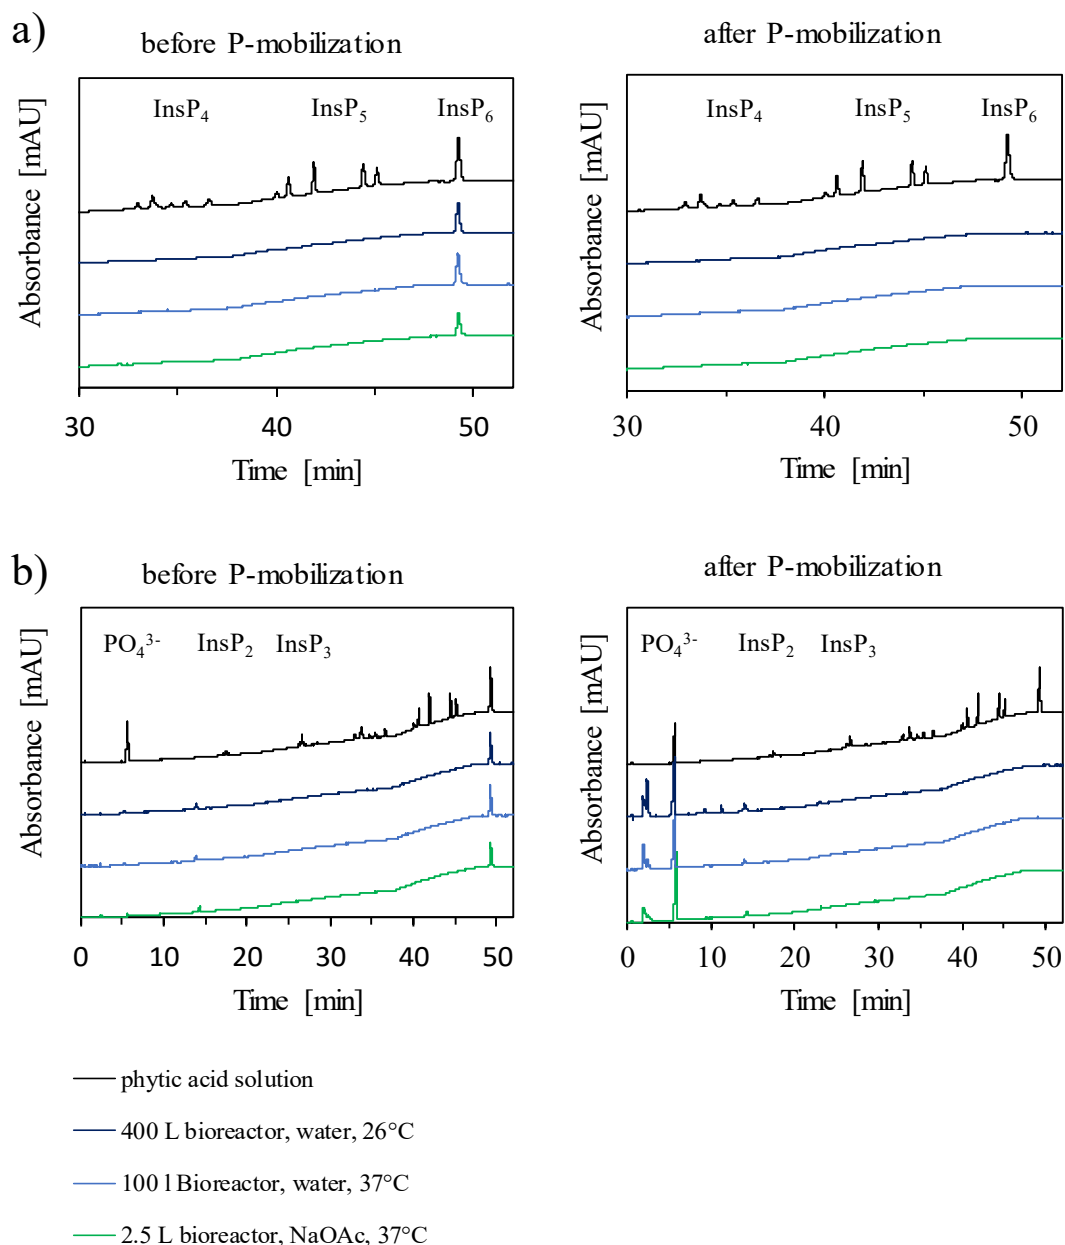 a)
before P-mobilization
after P-mobilization
Absorbance [mAU]
InsP₄ InsP₅ InsP₆
30 40 50
Time [min]
Absorbance [mAU]
InsP₄ InsP₅ InsP₆
30 40 50
Time [min]
b)
before P-mobilization
after P-mobilization
Absorbance [mAU]
PO₄³⁻ InsP₂ InsP₃
0 10 20 30 40 50
Time [min]
Absorbance [mAU]
PO₄³⁻ InsP₂ InsP₃
0 10 20 30 40 50
Time [min]
phytic acid solution
400 L bioreactor, water, 26°C
100 l Bioreactor, water, 37°C
2.5 L bioreactor, NaOAc, 37°C